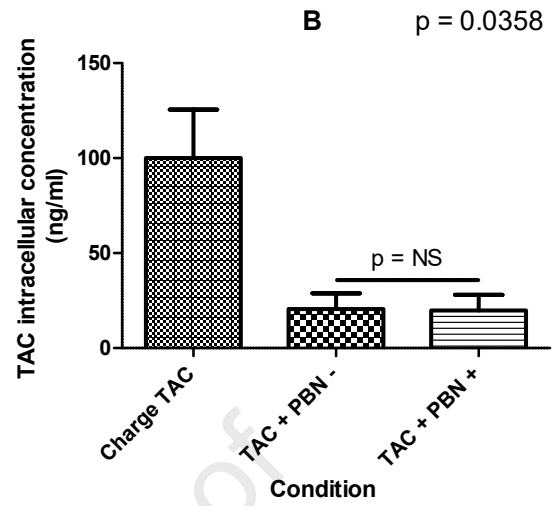 B
p = 0.0358
TAC intracellular concentration
(ng/ml)
150
100
50
0
p = NS
Charge TAC
TAC + PBN -
TAC + PBN +
Condition
of